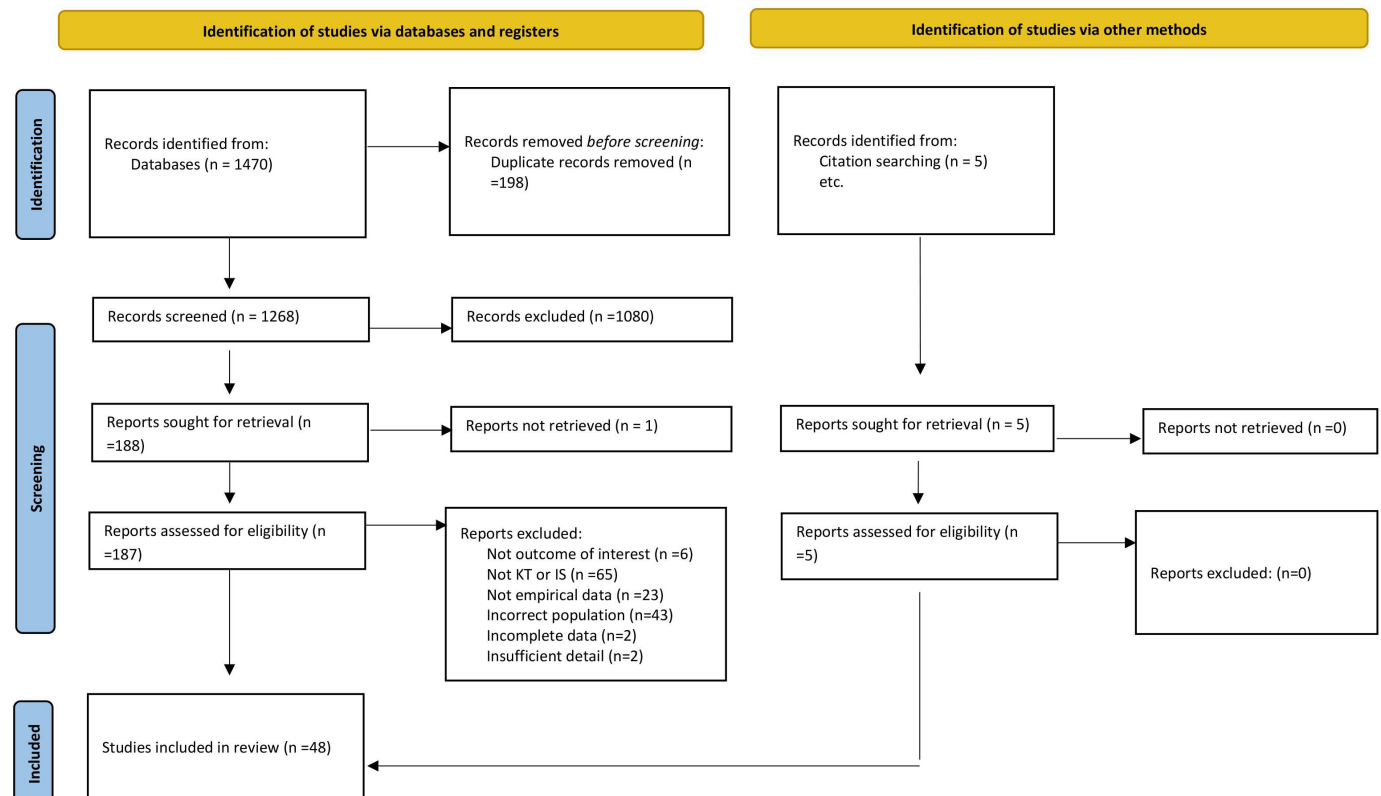 Identification of studies via databases and registers
Identification of studies via other methods
Identification
Records identified from:
Databases (n = 1470)
Records removed before screening:
Duplicate records removed (n
=198)
Records identified from:
Citation searching (n = 5)
etc.
Screening
Records screened (n = 1268)
Records excluded (n =1080)
Reports sought for retrieval (n
=188)
Reports not retrieved (n = 1)
Reports sought for retrieval (n = 5)
Reports not retrieved (n =0)
Reports assessed for eligibility (n
=187)
Reports excluded:
Not outcome of interest (n =6)
Not KT or IS (n =65)
Not empirical data (n =23)
Incorrect population (n=43)
Incomplete data (n=2)
Insufficient detail (n=2)
Reports assessed for eligibility (n
=5)
Reports excluded: (n=0)
Included
Studies included in review (n =48)